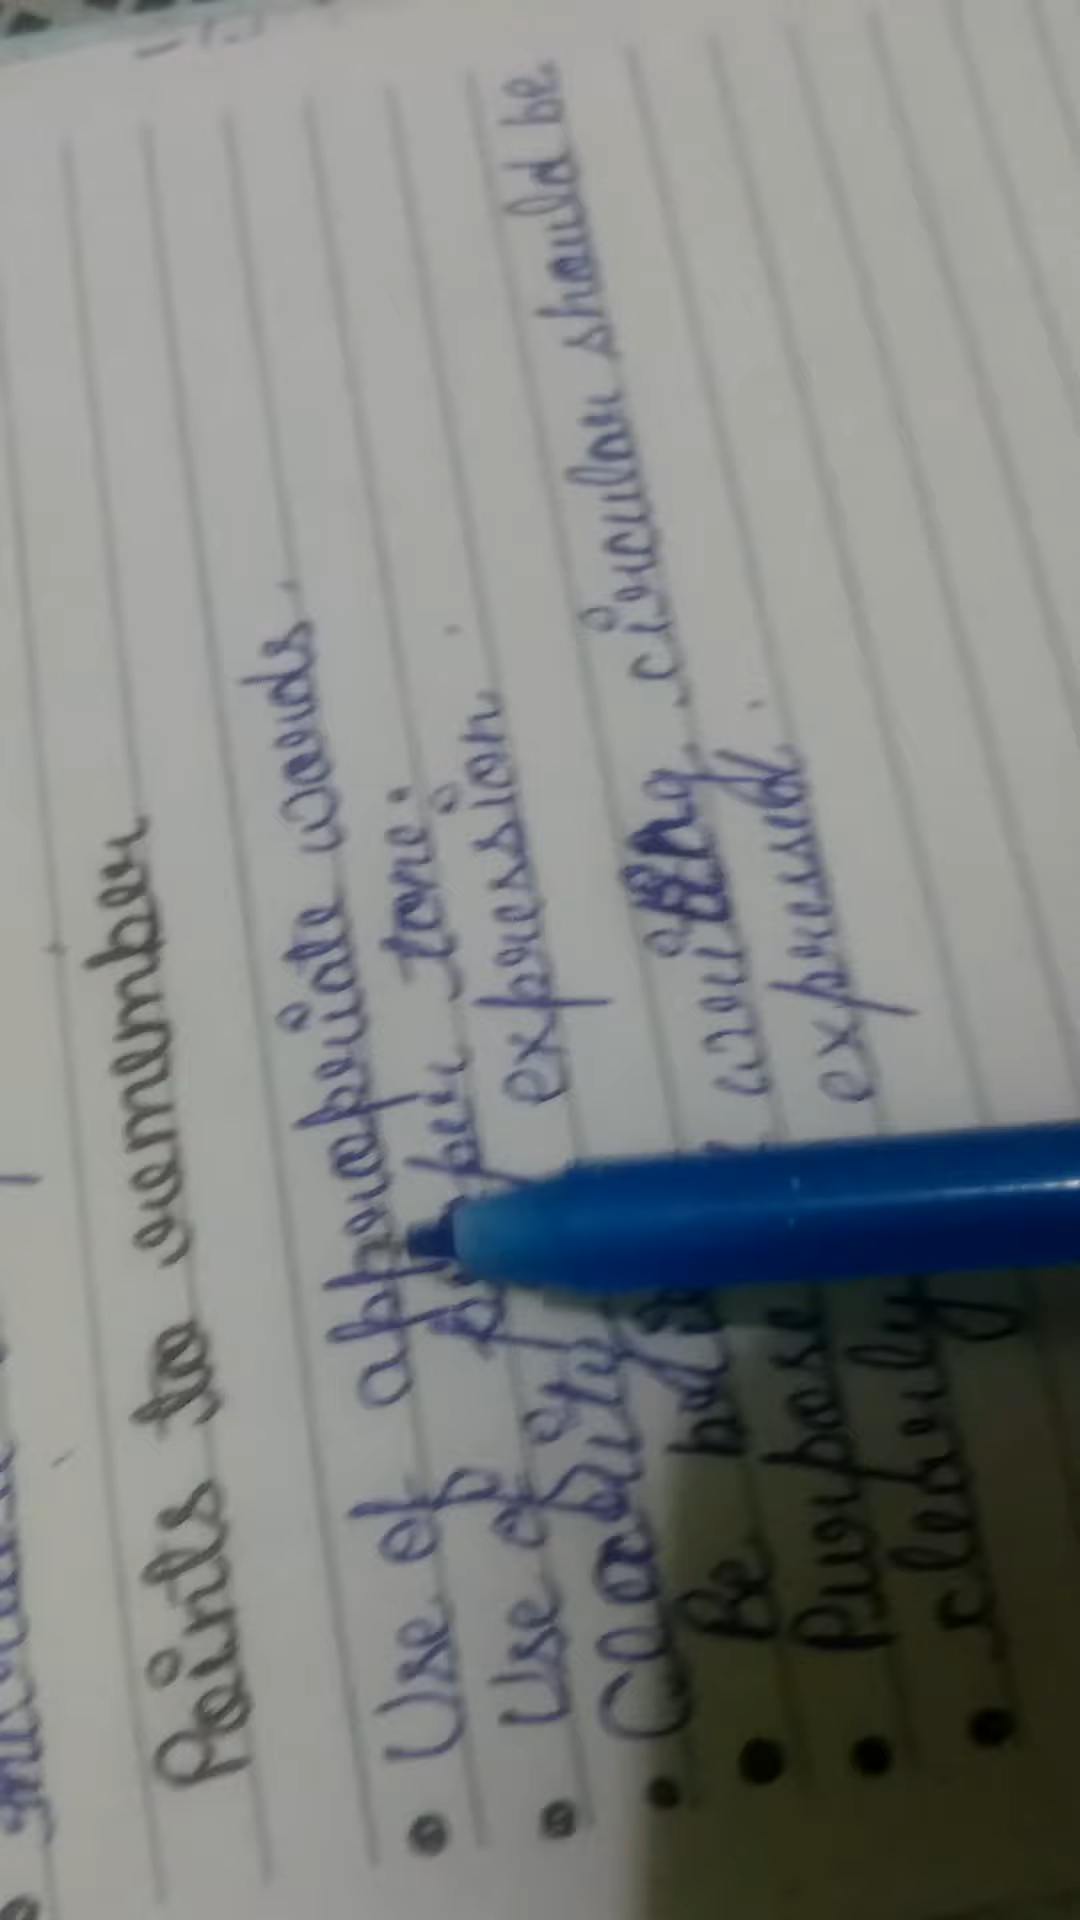 Points to remember
Use of appropriate words.
Use of proper tone.
Clarity expression.
Be
Purpose writing circular should be
clearly expressed.